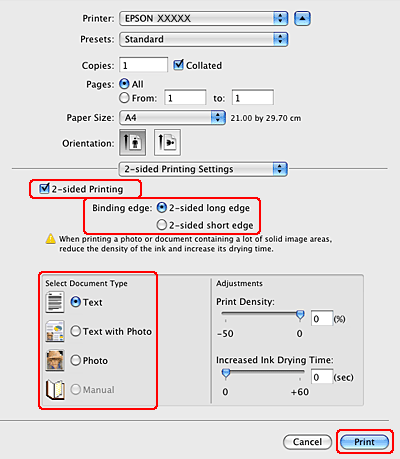 Printer: EPSON XXXXX
Presets: Standard
Copies: 1 Collated
Pages: All
From: 1 to: 1
Paper Size: A4 21.00 by 29.70 cm
Orientation:
2-sided Printing Settings
2-sided Printing
Binding edge: 2-sided long edge
2-sided short edge
When printing a photo or document containing a lot of solid image areas,
reduce the density of the ink and increase its drying time.
Select Document Type
Text
Text with Photo
Photo
Manual
Adjustments
Print Density:
0 (%)
-50 0
Increased Ink Drying Time:
0 (sec)
0 +60
Cancel Print